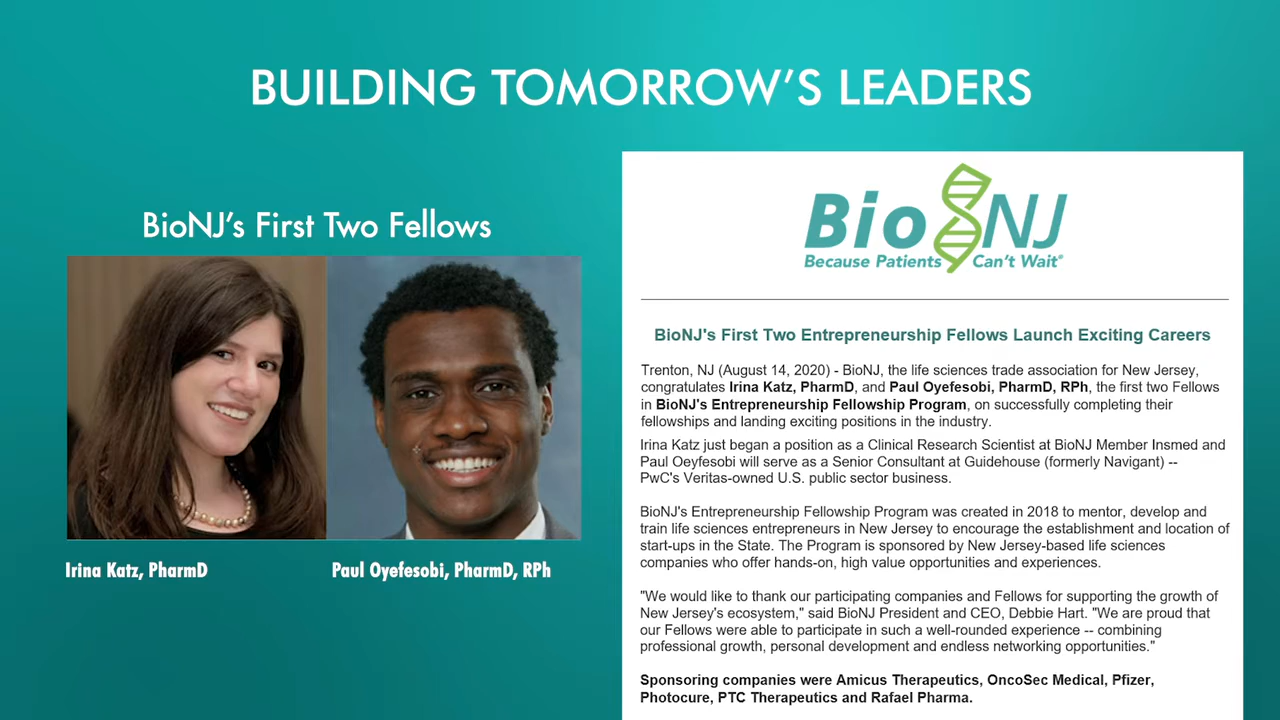 BUILDING TOMORROW'S LEADERS
BioNJ's First Two Fellows
Irina Katz, PharmD
Paul Oyefesobi, PharmD, RPh
BioNJ
Because Patients Can't Wait®
BioNJ's First Two Entrepreneurship Fellows Launch Exciting Careers
Trenton, NJ (August 14, 2020) - BioNJ, the life sciences trade association for New Jersey,
congratulates Irina Katz, PharmD, and Paul Oyefesobi, PharmD, RPh, the first two Fellows
in BioNJ's Entrepreneurship Fellowship Program, on successfully completing their
fellowships and landing exciting positions in the industry.
Irina Katz just began a position as a Clinical Research Scientist at BioNJ Member Insmed and
Paul Oeyfesobi will serve as a Senior Consultant at Guidehouse (formerly Navigant) --
PwC's Veritas-owned U.S. public sector business.
BioNJ's Entrepreneurship Fellowship Program was created in 2018 to mentor, develop and
train life sciences entrepreneurs in New Jersey to encourage the establishment and location of
start-ups in the State. The Program is sponsored by New Jersey-based life sciences
companies who offer hands-on, high value opportunities and experiences.
"We would like to thank our participating companies and Fellows for supporting the growth of
New Jersey's ecosystem," said BioNJ President and CEO, Debbie Hart. "We are proud that
our Fellows were able to participate in such a well-rounded experience -- combining
professional growth, personal development and endless networking opportunities."
Sponsoring companies were Amicus Therapeutics, OncoSec Medical, Pfizer,
Photocure, PTC Therapeutics and Rafael Pharma.